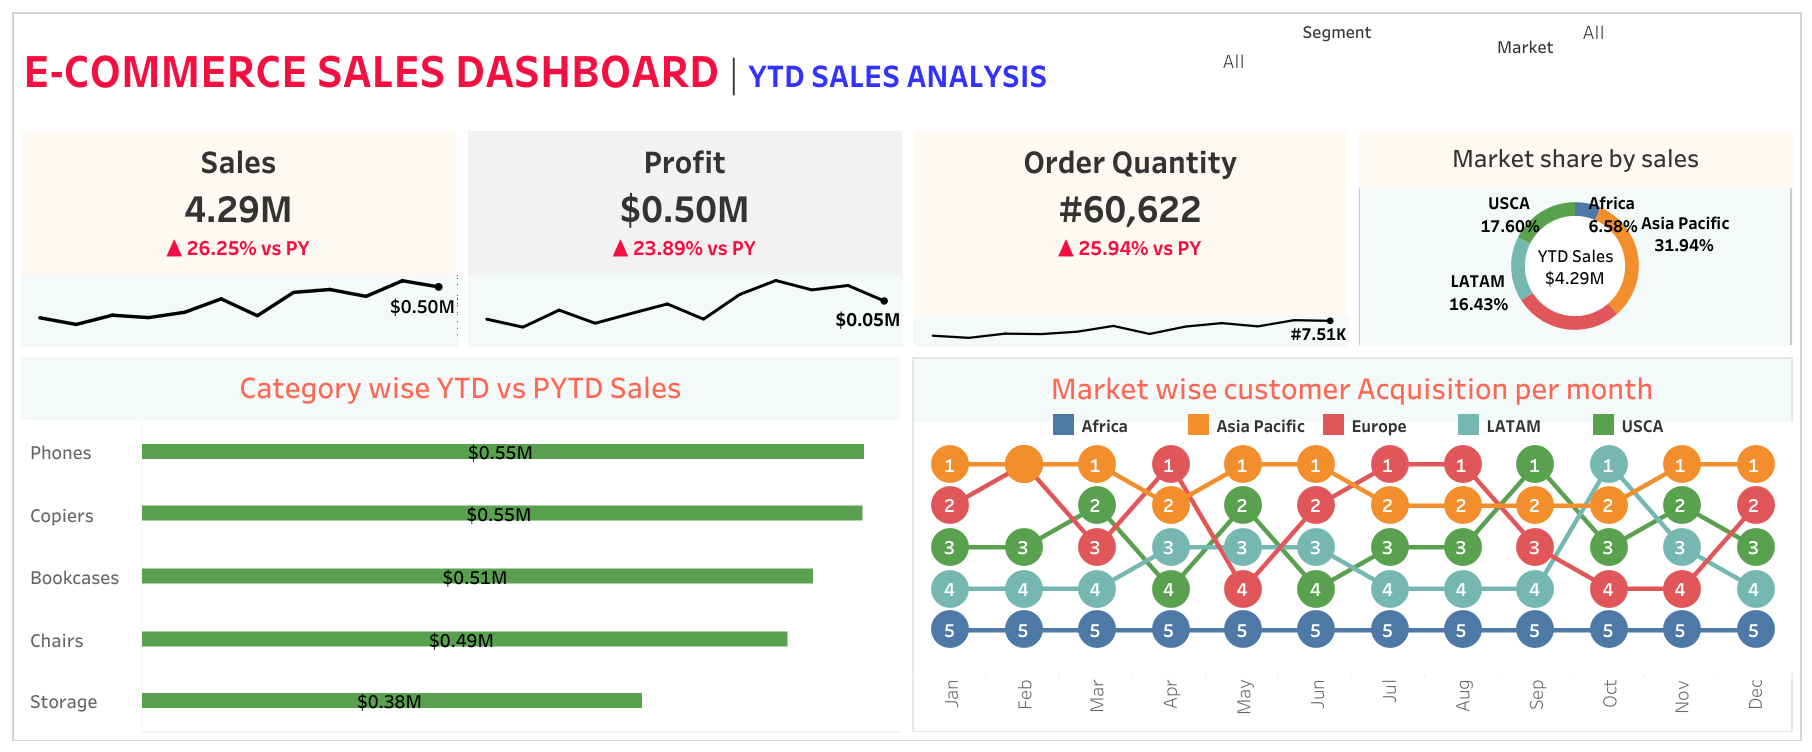 Segment
All
Market
All
E-COMMERCE SALES DASHBOARD | YTD SALES ANALYSIS
Sales
4.29M
▲ 26.25% vs PY
$0.50M
Profit
$0.50M
▲ 23.89% vs PY
$0.05M
Order Quantity
#60,622
▲ 25.94% vs PY
#7.51K
Market share by sales
USCA
17.60%
Africa
6.58%
Asia Pacific
31.94%
YTD Sales
$4.29M
LATAM
16.43%
Category wise YTD vs PYTD Sales
Phones $0.55M
Copiers $0.55M
Bookcases $0.51M
Chairs $0.49M
Storage $0.38M
Market wise customer Acquisition per month
Africa Asia Pacific Europe LATAM USCA
1 1 1 1 1 1 1 1 1 1 1
2 2 2 2 2 2 2 2 2 2 2
3 3 3 3 3 3 3 3 3 3 3 3
4 4 4 4 4 4 4 4 4 4 4 4
5 5 5 5 5 5 5 5 5 5 5 5
Jan Feb Mar Apr May Jun Jul Aug Sep Oct Nov Dec